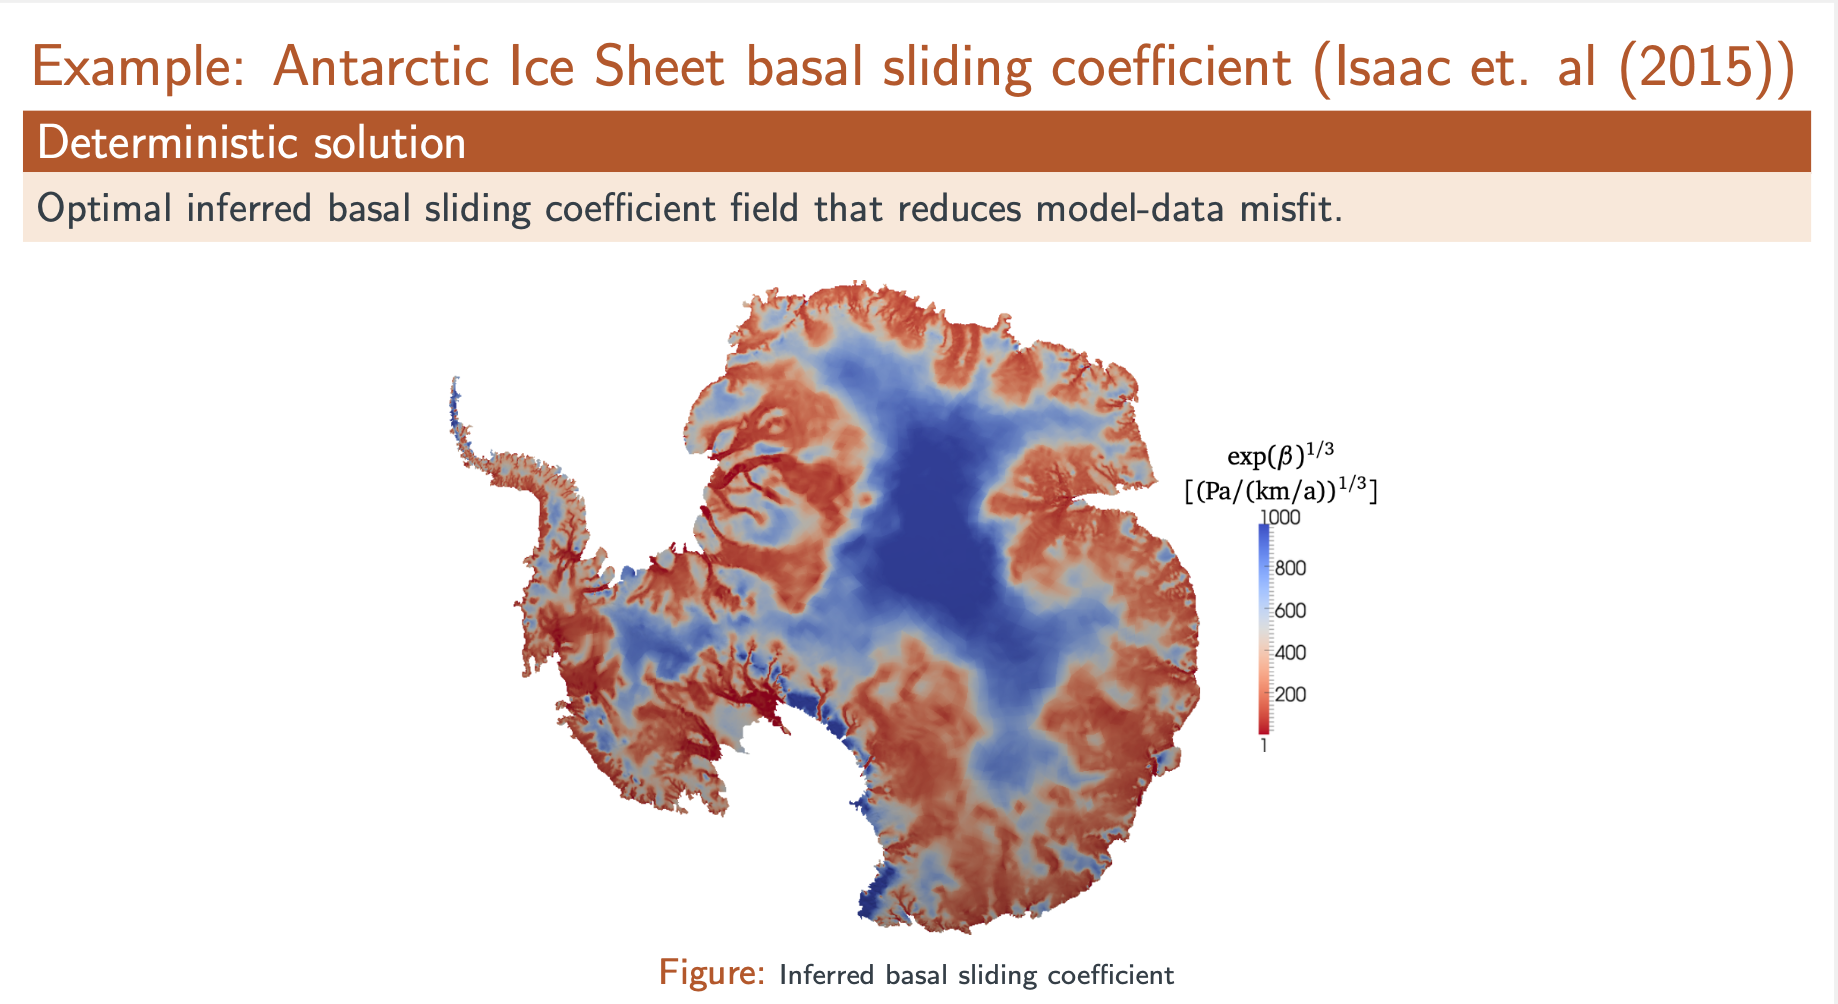 Example: Antarctic Ice Sheet basal sliding coefficient (Isaac et. al (2015))
Deterministic solution
Optimal inferred basal sliding coefficient field that reduces model-data misfit.
exp(β)^1/3
[(Pa/(km/a))^1/3]
1000
800
600
400
200
1
Figure: Inferred basal sliding coefficient